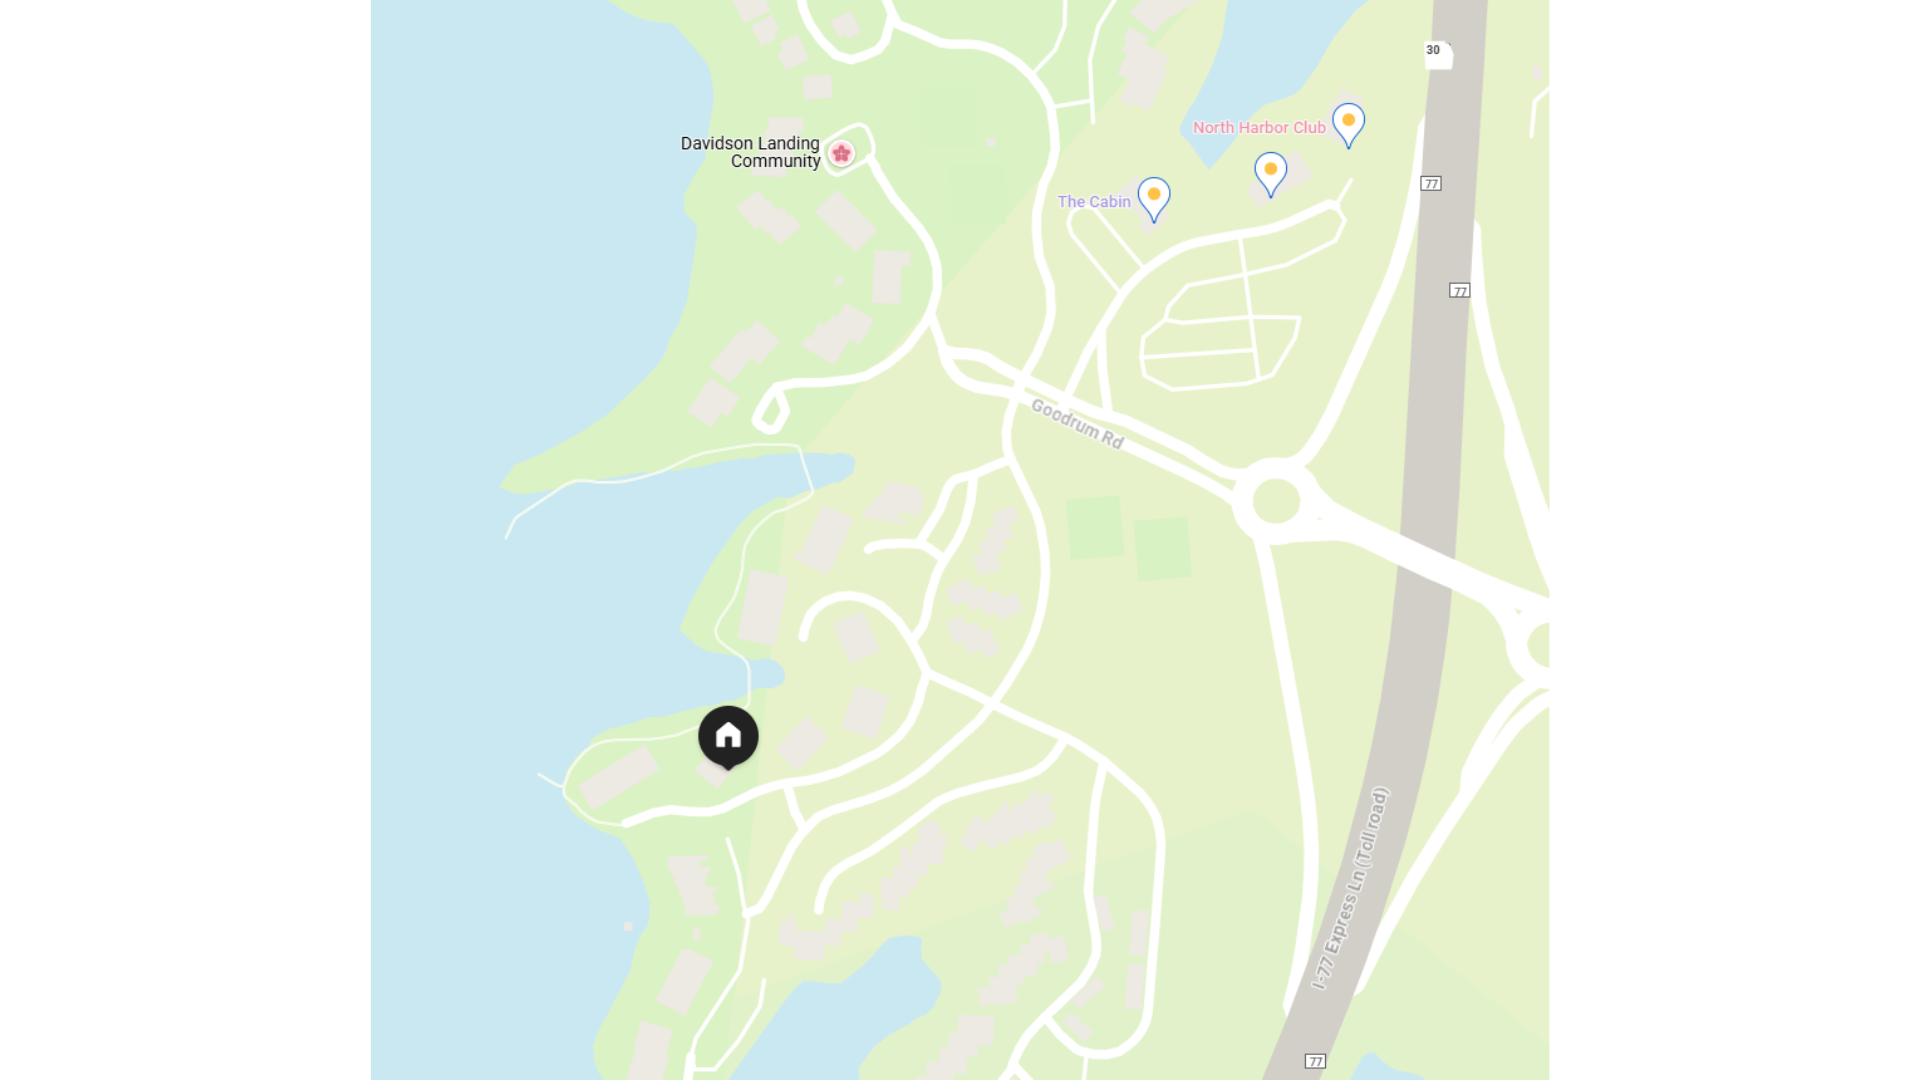 30
North Harbor Club
Davidson Landing
Community
77
The Cabin
77
Goodrum Rd
I-77 Express Ln (Toll road)
77